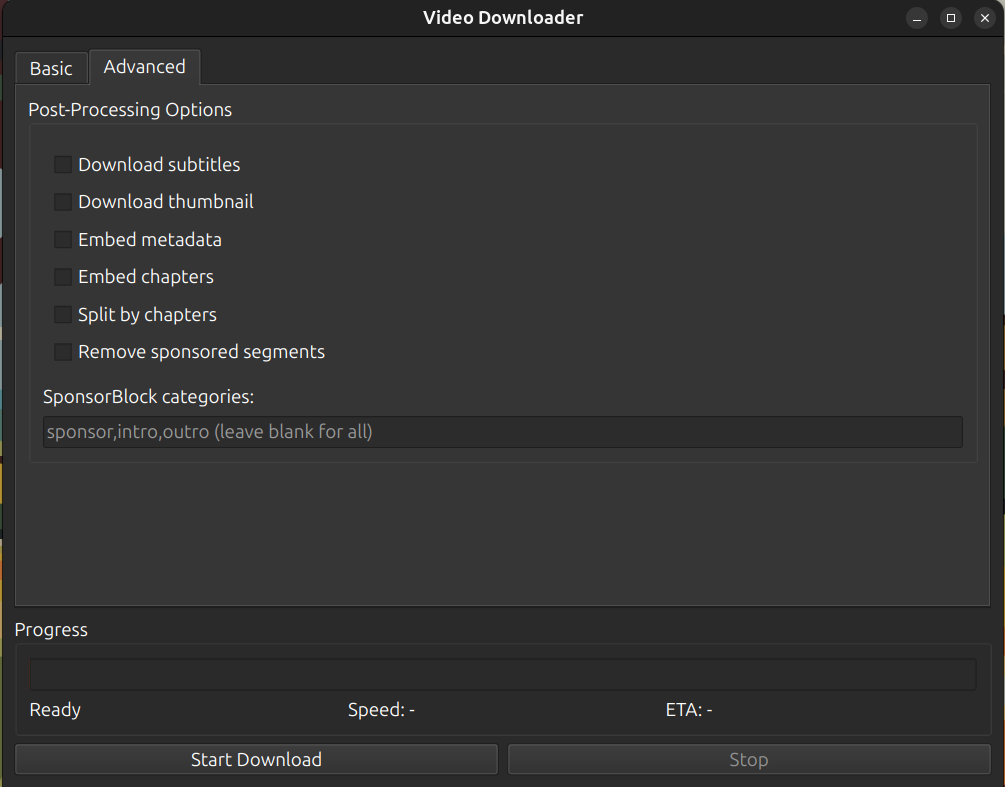 Video Downloader
Basic
Advanced
Post-Processing Options
Download subtitles
Download thumbnail
Embed metadata
Embed chapters
Split by chapters
Remove sponsored segments
SponsorBlock categories:
sponsor,intro,outro (leave blank for all)
Progress
Ready
Speed: -
ETA: -
Start Download
Stop